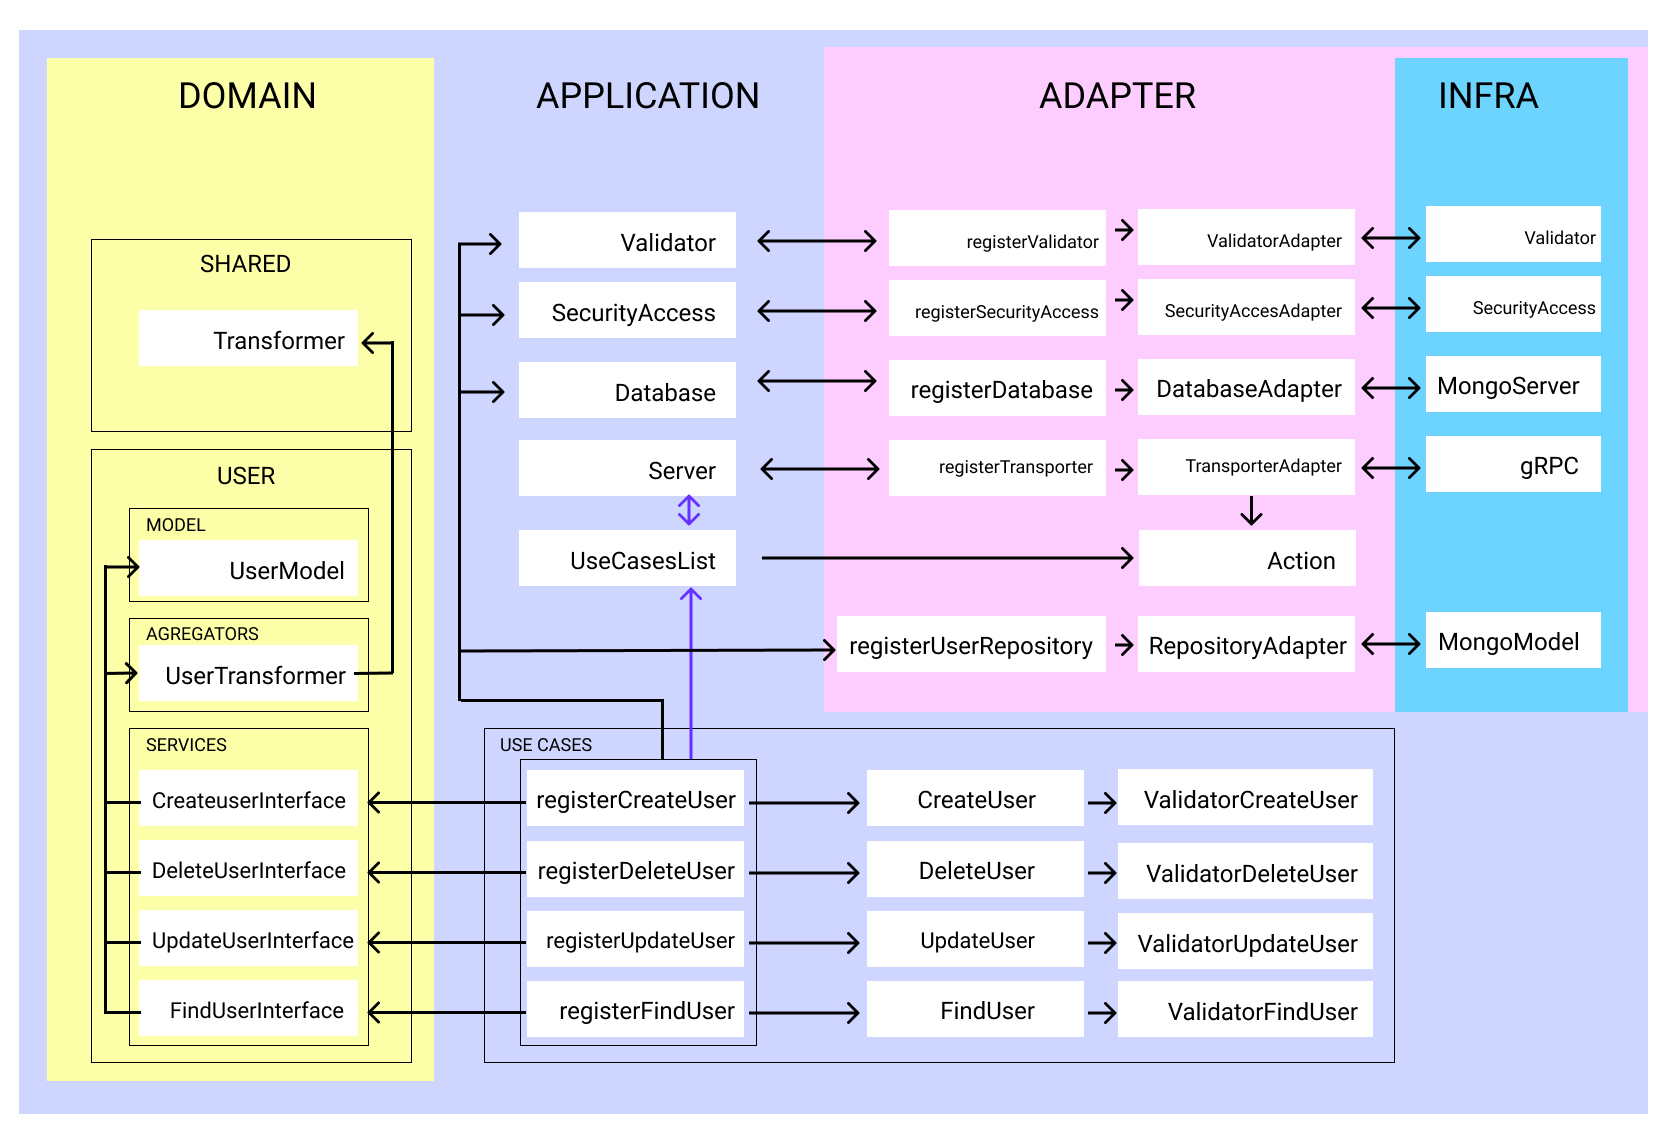 DOMAIN
APPLICATION
ADAPTER
INFRA
SHARED
Transformer
USER
MODEL
UserModel
AGREGATORS
UserTransformer
SERVICES
CreateuserInterface
DeleteUserInterface
UpdateUserInterface
FindUserInterface
Validator
SecurityAccess
Database
Server
UseCasesList
registerValidator
ValidatorAdapter
Validator
registerSecurityAccess
SecurityAccesAdapter
SecurityAccess
registerDatabase
DatabaseAdapter
MongoServer
registerTransporter
TransporterAdapter
gRPC
Action
registerUserRepository
RepositoryAdapter
MongoModel
USE CASES
registerCreateUser
CreateUser
ValidatorCreateUser
registerDeleteUser
DeleteUser
ValidatorDeleteUser
registerUpdateUser
UpdateUser
ValidatorUpdateUser
registerFindUser
FindUser
ValidatorFindUser